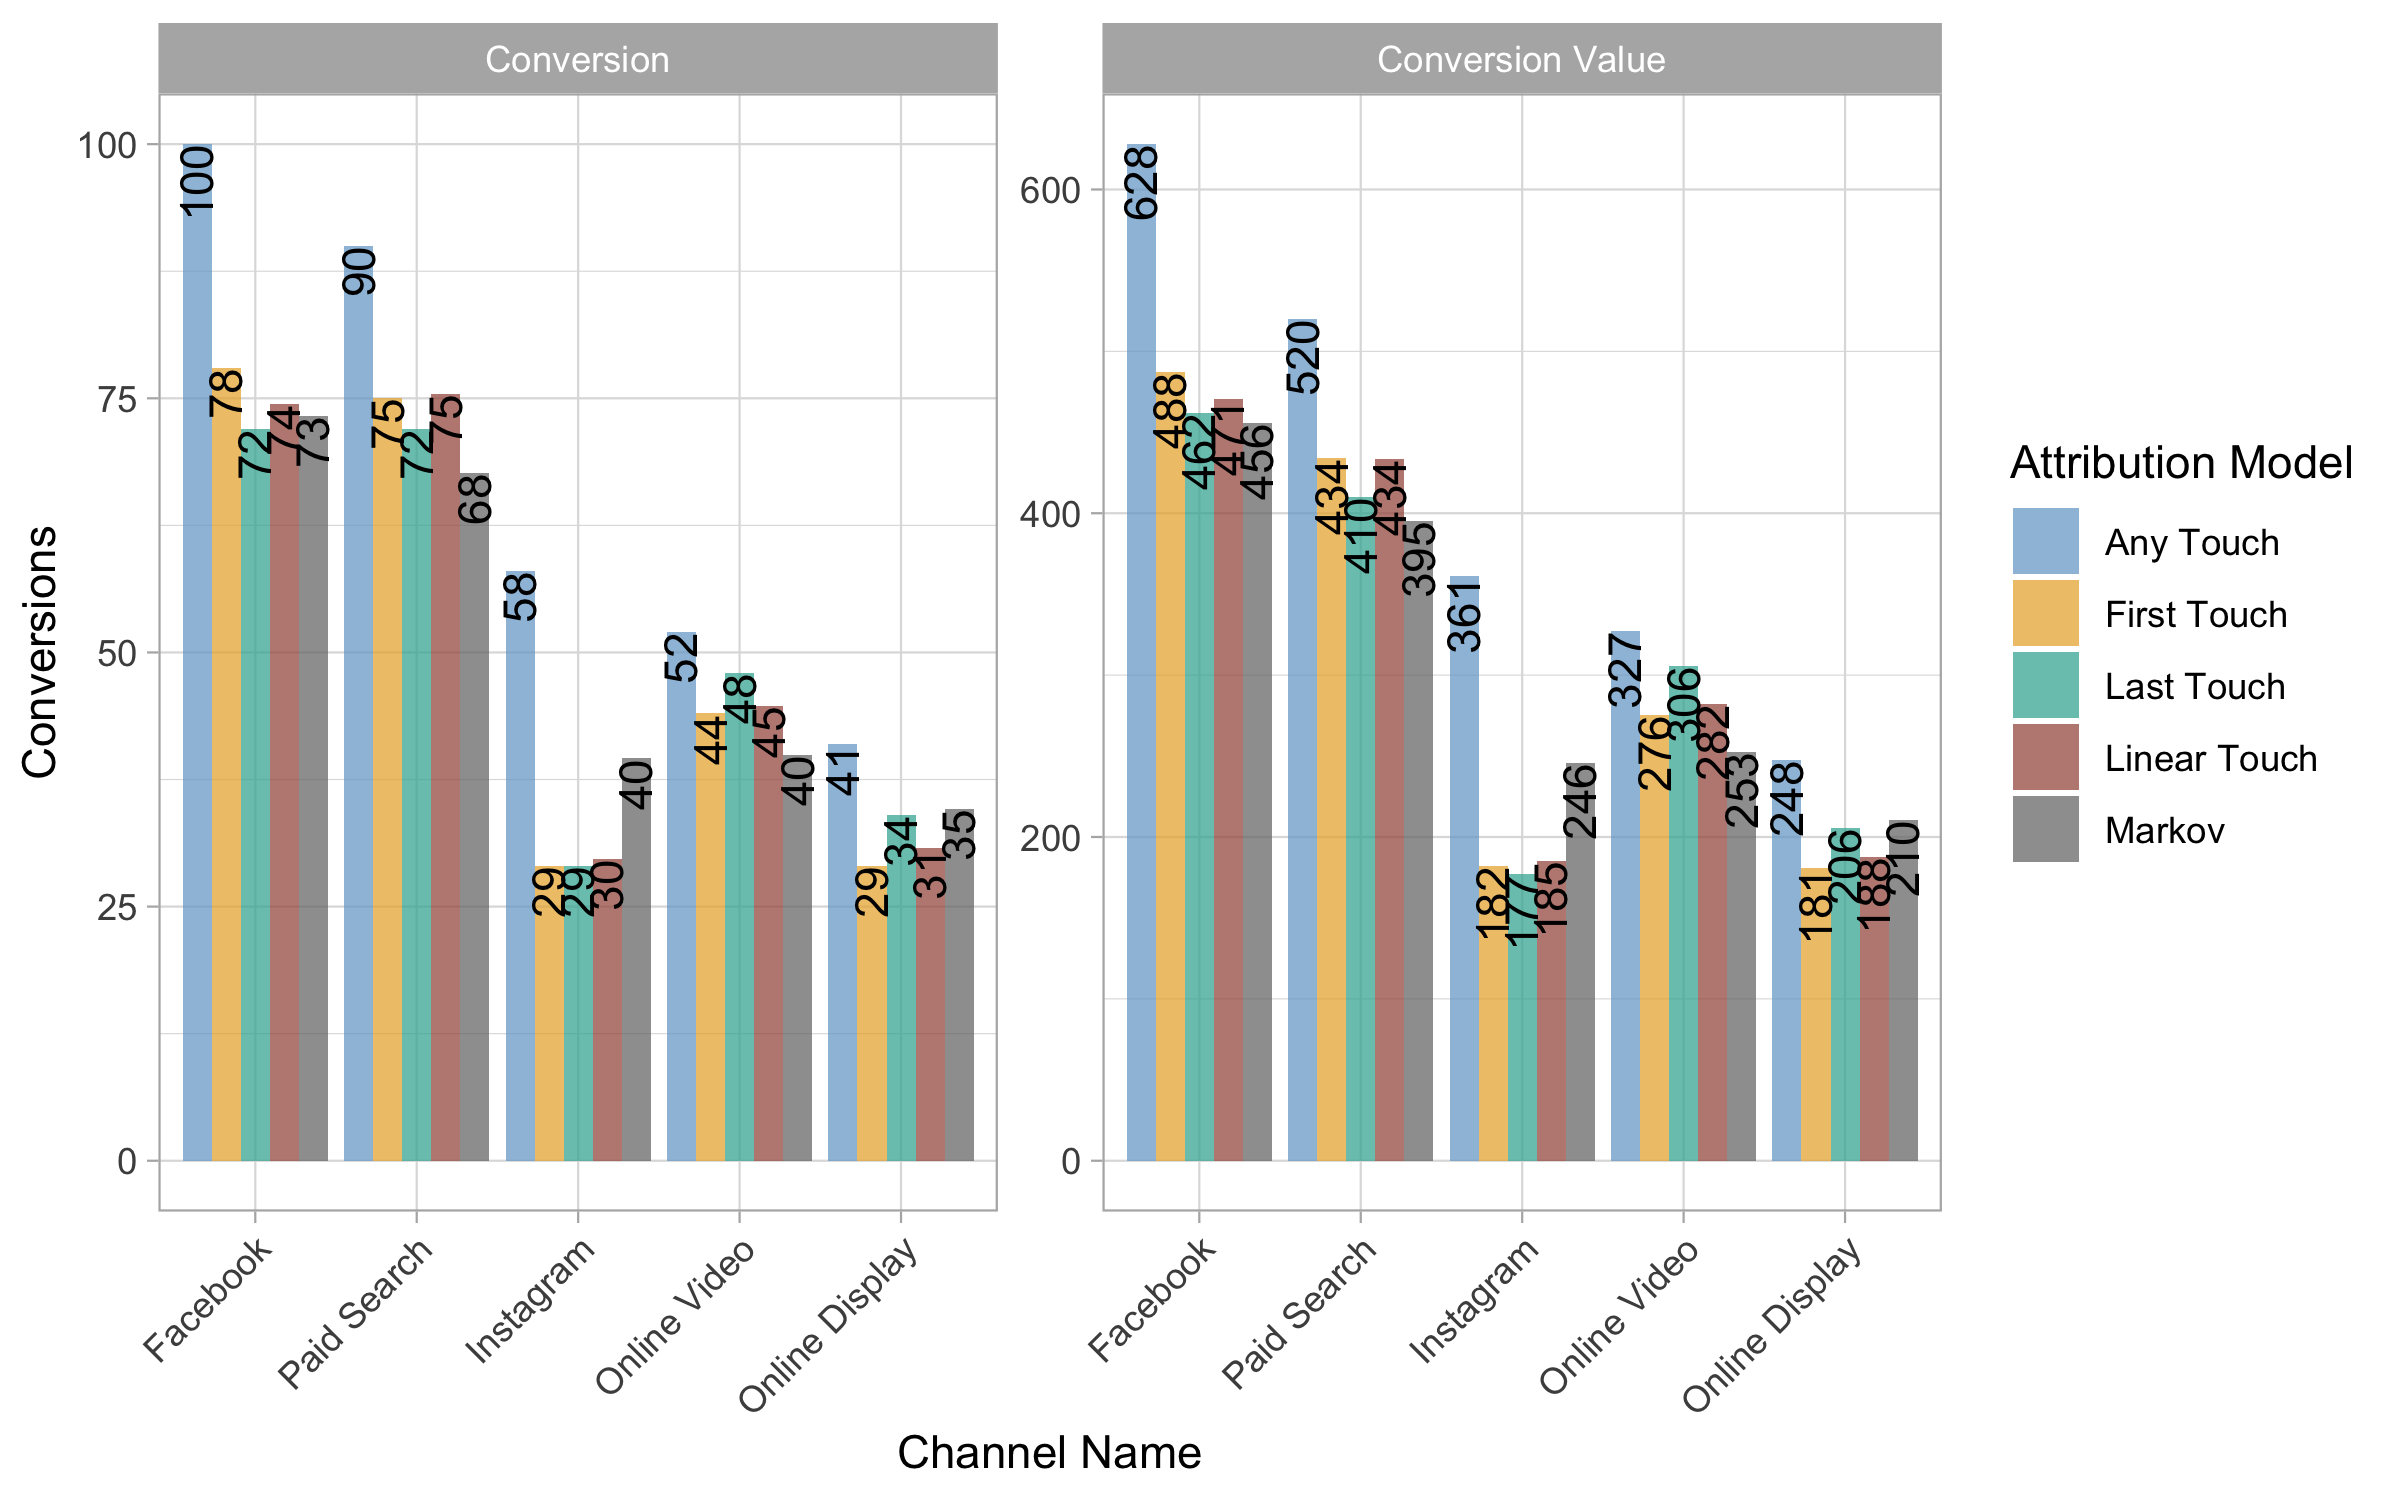 Conversion
Conversion Value
Conversions
100
75
50
25
0
100
78
72
74
73
90
75
72
75
68
58
29
29
30
40
52
44
48
45
40
41
29
34
31
35
Facebook
Paid Search
Instagram
Online Video
Online Display
600
400
200
0
628
488
462
471
456
520
434
410
434
395
361
182
177
185
246
327
276
306
282
253
248
181
206
188
210
Facebook
Paid Search
Instagram
Online Video
Online Display
Channel Name
Attribution Model
Any Touch
First Touch
Last Touch
Linear Touch
Markov